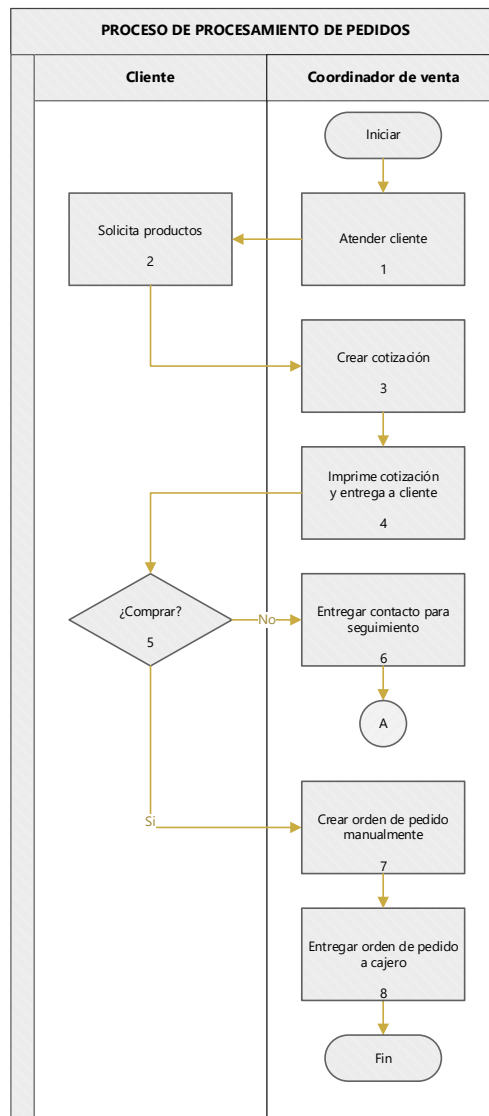 PROCESO DE PROCESAMIENTO DE PEDIDOS
Cliente
Coordinador de venta
Iniciar
Atender cliente
1
Solicita productos
2
Crear cotización
3
Imprime cotización
y entrega a cliente
4
¿Comprar?
5
No
Entregar contacto para
seguimiento
6
A
Si
Crear orden de pedido
manualmente
7
Entregar orden de pedido
a cajero
8
Fin